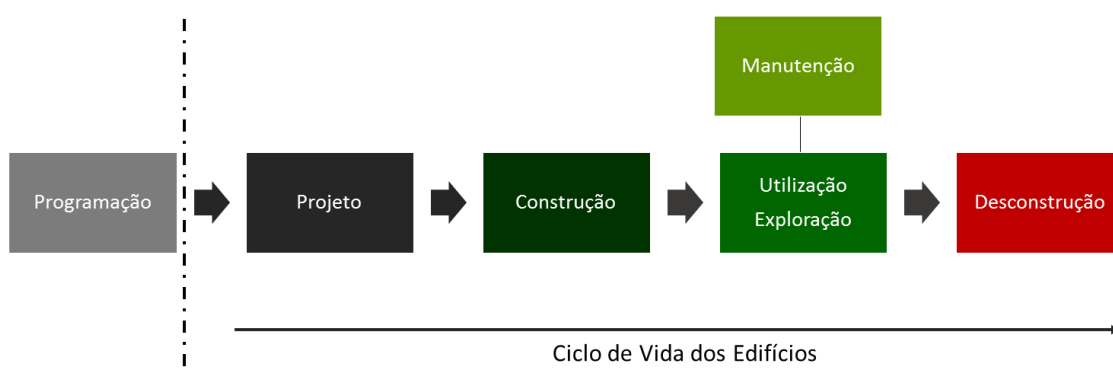 Manutenção
Programação
Projeto
Construção
Utilização
Exploração
Desconstrução
Ciclo de Vida dos Edifícios